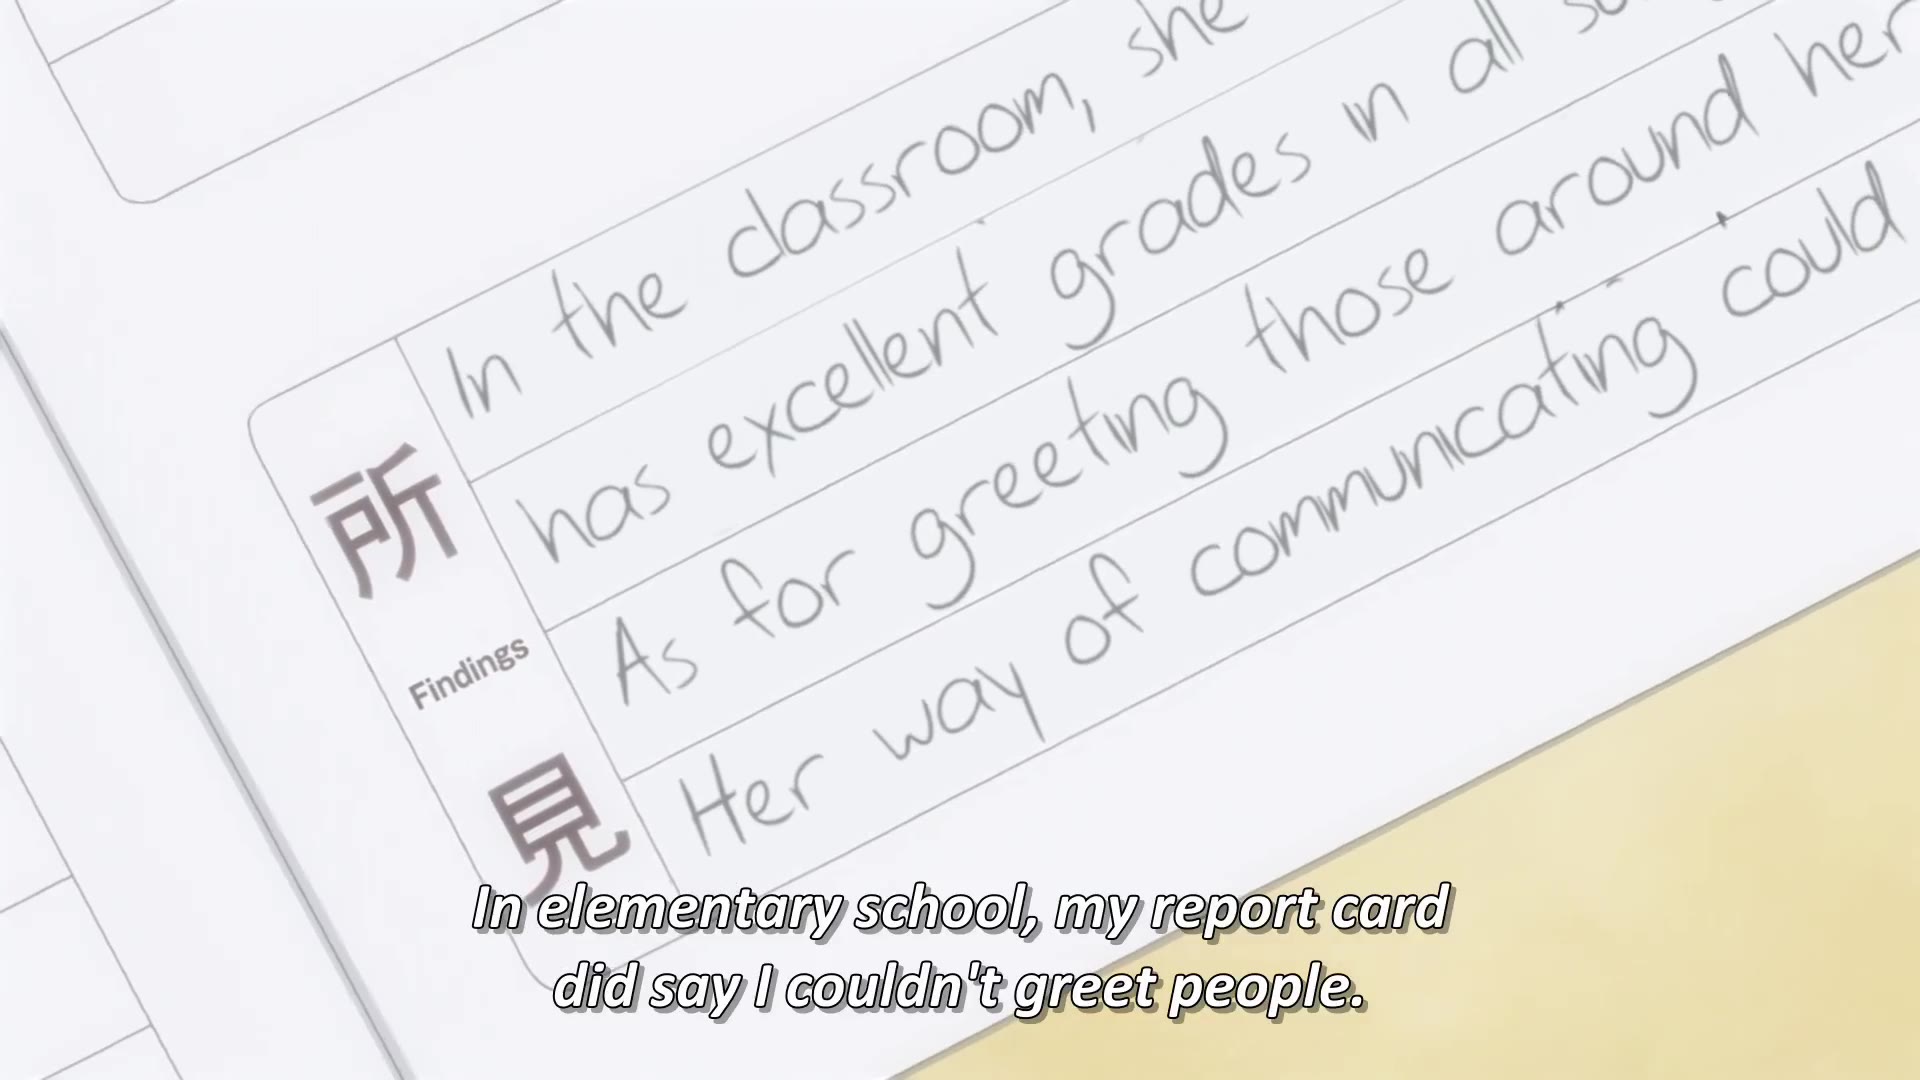 In the classroom, she
has excellent grades in all
As for greeting those around her
Her way of communicating could
所
Findings
見
In elementary school, my report card
did say I couldn't greet people.